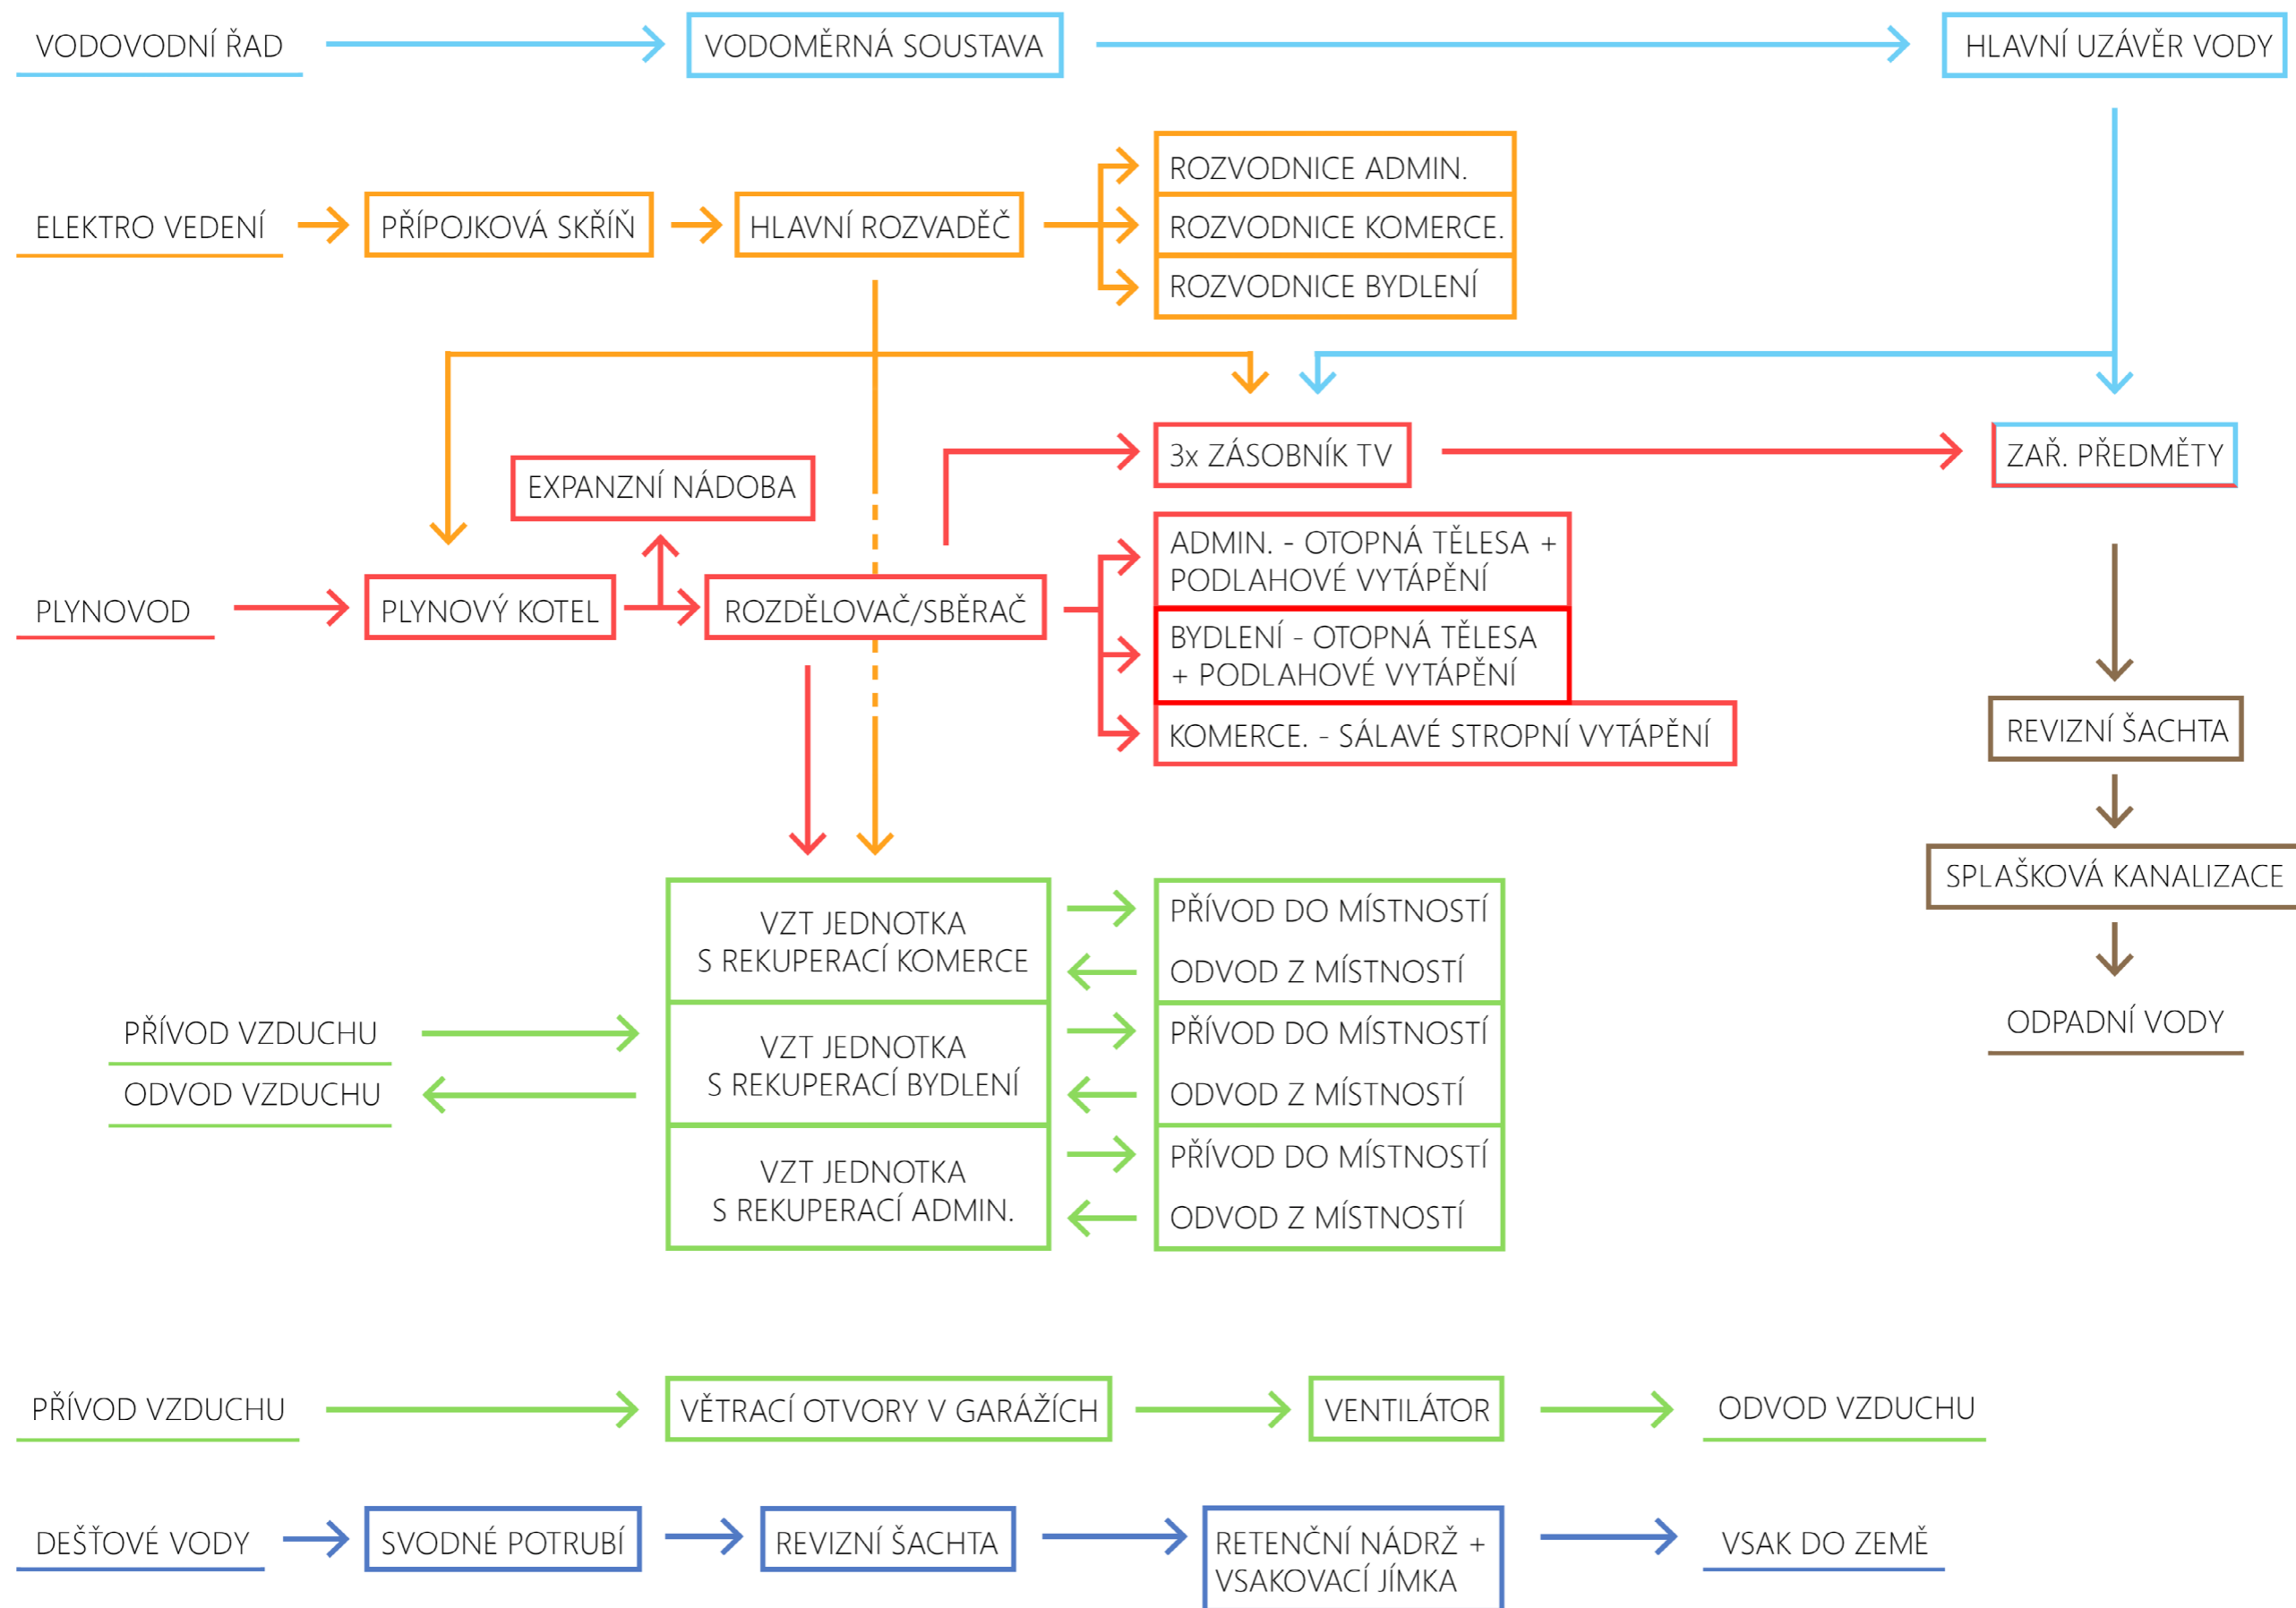 VODOVODNÍ ŘAD
VODOMĚRNÁ SOUSTAVA
HLAVNÍ UZÁVĚR VODY
ROZVODNICE ADMIN.
ELEKTRO VEDENÍ
PŘÍPOJKOVÁ SKŘÍŇ
HLAVNÍ ROZVADĚČ
ROZVODNICE KOMERCE.
ROZVODNICE BYDLENÍ
3x ZÁSOBNÍK TV
ZAŘ. PŘEDMĚTY
EXPANZNÍ NÁDOBA
ADMIN. - OTOPNÁ TĚLESA +
PODLAHOVÉ VYTÁPĚNÍ
PLYNOVOD
PLYNOVÝ KOTEL
ROZDĚLOVAČ/SBĚRAČ
BYDLENÍ - OTOPNÁ TĚLESA
+ PODLAHOVÉ VYTÁPĚNÍ
KOMERCE. - SÁLAVÉ STROPNÍ VYTÁPĚNÍ
REVIZNÍ ŠACHTA
SPLAŠKOVÁ KANALIZACE
ODPADNÍ VODY
VZT JEDNOTKA
S REKUPERACÍ KOMERCE
PŘÍVOD DO MÍSTNOSTÍ
ODVOD Z MÍSTNOSTÍ
PŘÍVOD VZDUCHU
ODVOD VZDUCHU
VZT JEDNOTKA
S REKUPERACÍ BYDLENÍ
PŘÍVOD DO MÍSTNOSTÍ
ODVOD Z MÍSTNOSTÍ
VZT JEDNOTKA
S REKUPERACÍ ADMIN.
PŘÍVOD DO MÍSTNOSTÍ
ODVOD Z MÍSTNOSTÍ
PŘÍVOD VZDUCHU
VĚTRACÍ OTVORY V GARÁŽÍCH
VENTILÁTOR
ODVOD VZDUCHU
DEŠŤOVÉ VODY
SVODNÉ POTRUBÍ
REVIZNÍ ŠACHTA
RETENČNÍ NÁDRŽ +
VSAKOVACÍ JÍMKA
VSAK DO ZEMĚ